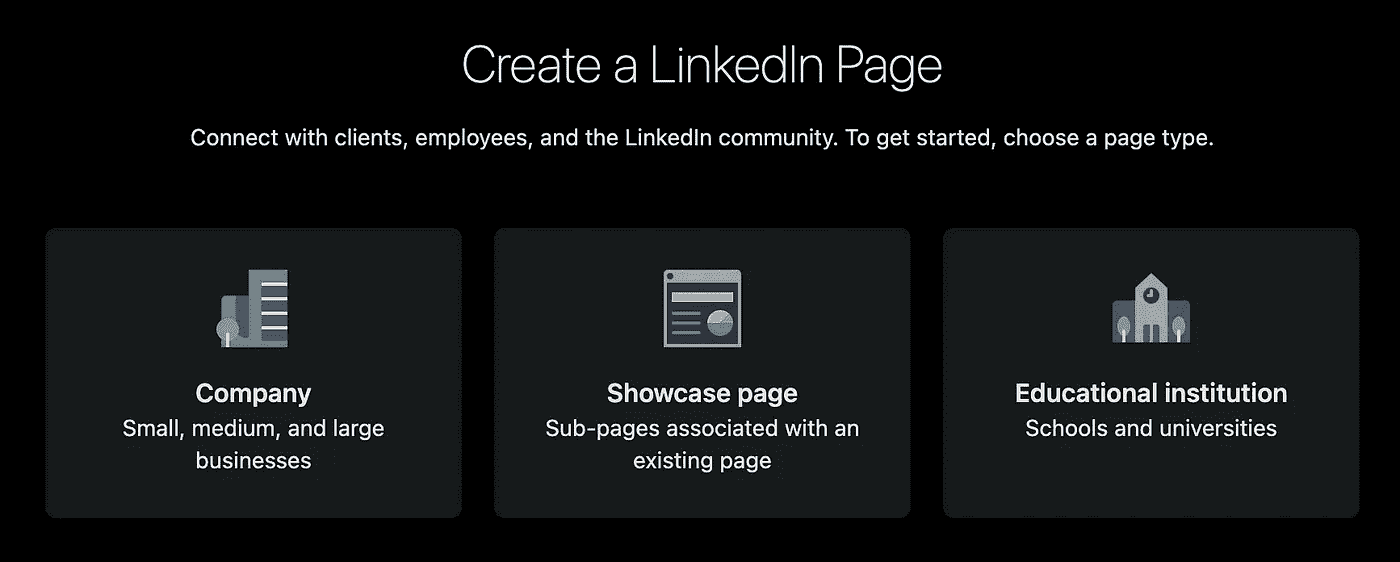 Create a LinkedIn Page
Connect with clients, employees, and the LinkedIn community. To get started, choose a page type.
Company
Small, medium, and large
businesses
Showcase page
Sub-pages associated with an
existing page
Educational institution
Schools and universities